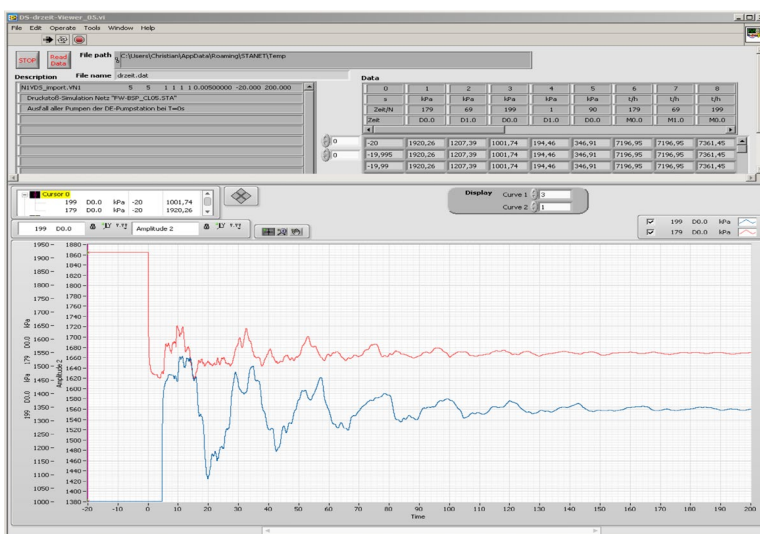 DS-drzeit-Viewer_05.vi
File Edit Operate Tools Window Help
STOP
Read Data
File path C:\Users\Christian\AppData\Roaming\STANET\Temp
Description File name drzeit.dat
N1VDS_import.VN1 5 5 1 1 1 1 0.00500000 -20.000 200.000
Druckstoß-Simulation Netz "FW-BSP_CL05.STA"
Ausfall aller Pumpen der DE-Pumpstation bei T=0s
Data
0 1 2 3 4 5 6 7 8
s kPa kPa kPa kPa kPa t/h t/h t/h
Zeit/N 179 69 199 1 90 179 69 199
Zeit D0.0 D1.0 D0.0 D1.0 D0.0 M0.0 M1.0 M0.0
0 -20 1920,26 1207,39 1001,74 194,46 346,91 7196,95 7196,95 7361,45
0 -19,995 1920,26 1207,39 1001,74 194,46 346,91 7196,95 7196,95 7361,45
-19,99 1920,26 1207,39 1001,74 194,46 346,91 7196,95 7196,95 7361,45
Cursor 0
199 D0.0 kPa -20 1001,74
179 D0.0 kPa -20 1920,26
Display Curve 1 3
Curve 2 1
199 D0.0 Amplitude 2
199 D0.0 kPa
179 D0.0 kPa
199 D0.0 kPa 179 D0.0 kPa
Amplitude 2
1950 1900 1850 1800 1750 1700 1650 1600 1550 1500 1450 1400 1350 1300 1250 1200 1150 1100 1050 1000
1880 1860 1840 1820 1800 1780 1760 1740 1720 1700 1680 1660 1640 1620 1600 1580 1560 1540 1520 1500 1480 1460 1440 1420 1400 1380
-20 -10 0 10 20 30 40 50 60 70 80 90 100 110 120 130 140 150 160 170 180 190 200
Time